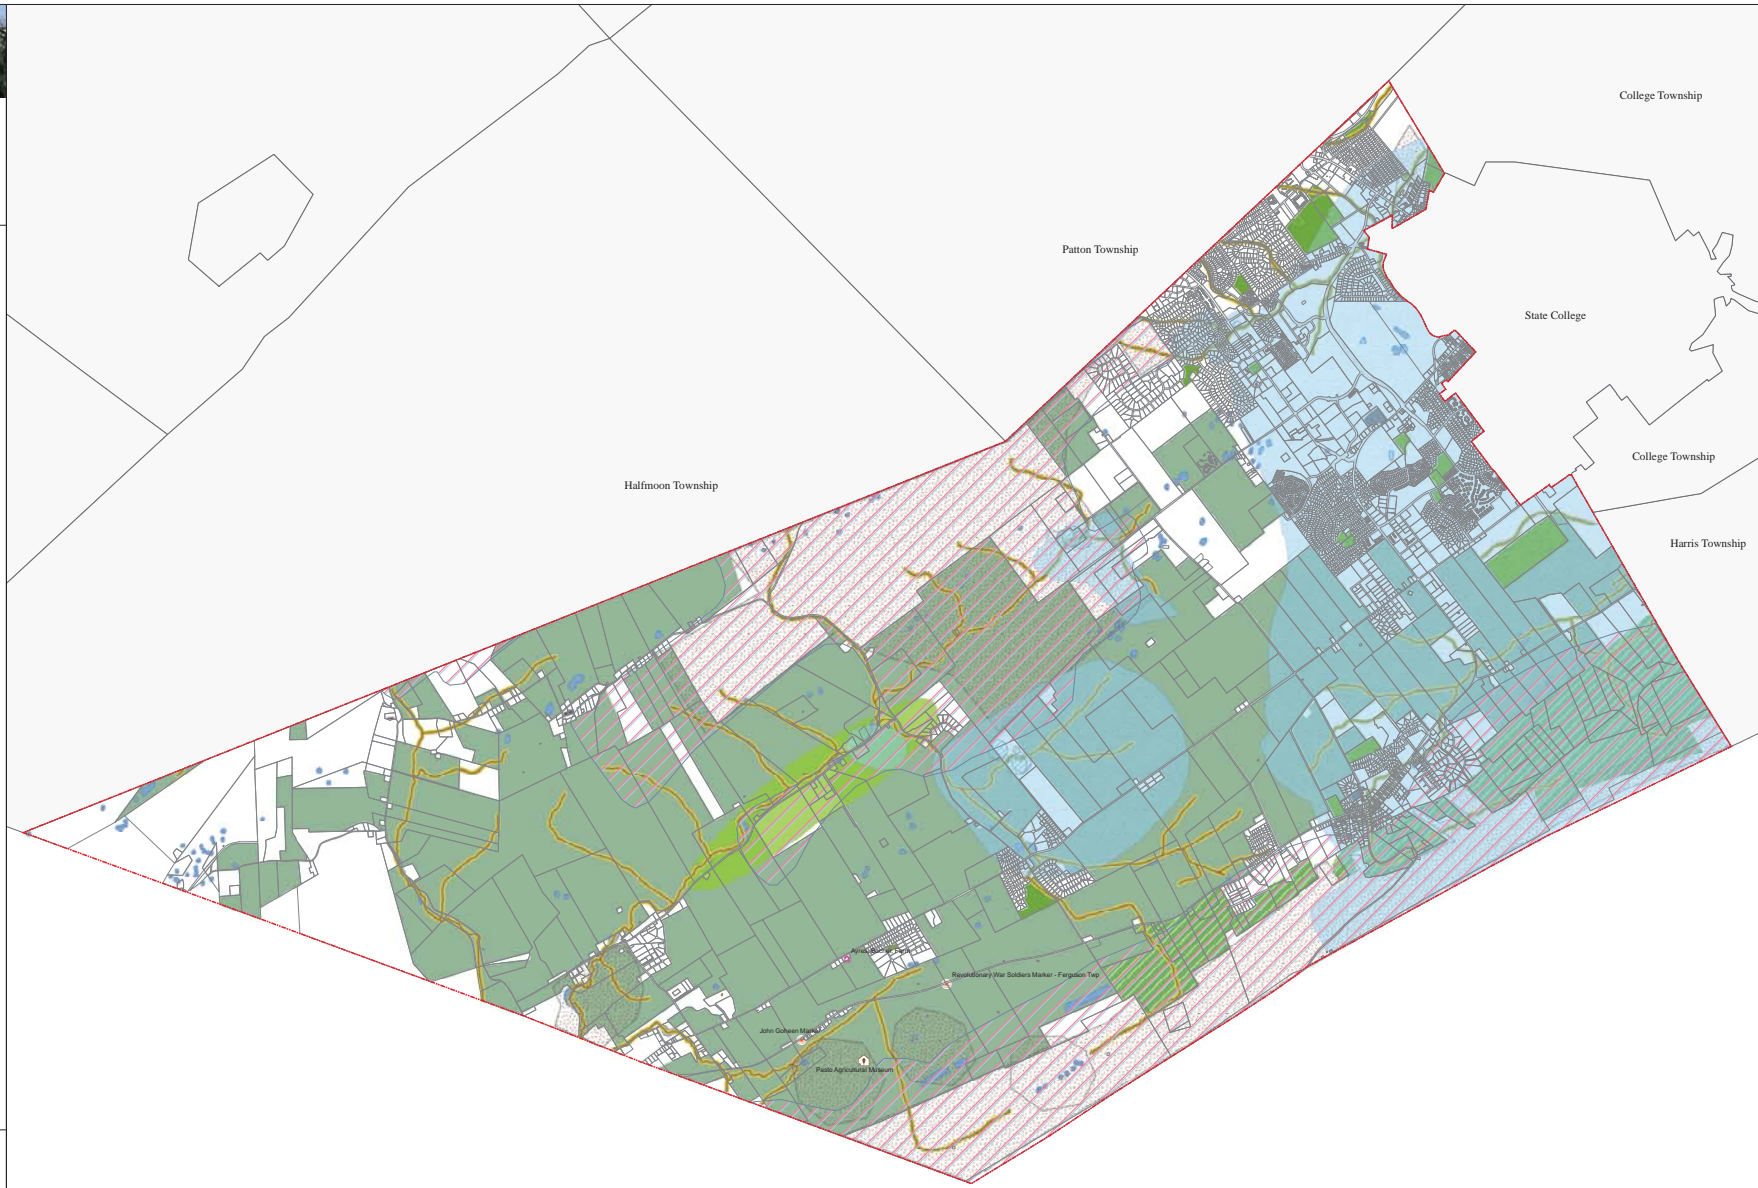 College Township
Patton Township
State College
College Township
Halfmoon Township
Harris Township
Revolutionary War Soldiers Marker - Ferguson Twp
John Goheen Marker
Pasto Agricultural Museum